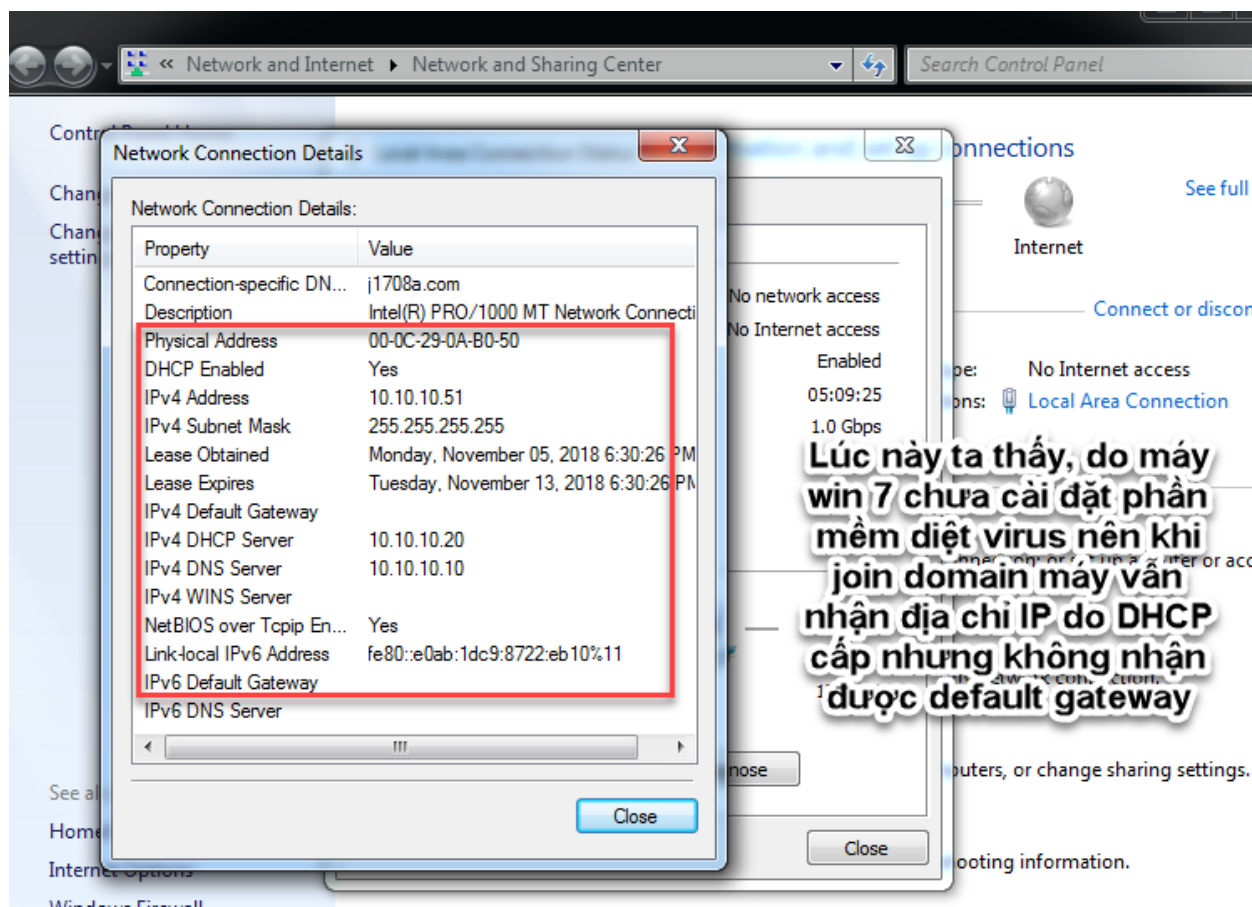 « Network and Internet ▸ Network and Sharing Center
Search Control Panel
Network Connection Details
Network Connection Details:
Property Value
Connection-specific DN... j1708a.com
Description Intel(R) PRO/1000 MT Network Connecti
Physical Address 00-0C-29-0A-B0-50
DHCP Enabled Yes
IPv4 Address 10.10.10.51
IPv4 Subnet Mask 255.255.255.255
Lease Obtained Monday, November 05, 2018 6:30:26 PM
Lease Expires Tuesday, November 13, 2018 6:30:26 PM
IPv4 Default Gateway
IPv4 DHCP Server 10.10.10.20
IPv4 DNS Server 10.10.10.10
IPv4 WINS Server
NetBIOS over Tcpip En... Yes
Link-local IPv6 Address fe80::e0ab:1dc9:8722:eb10%11
IPv6 Default Gateway
IPv6 DNS Server
Close
No network access
No Internet access
Enabled
05:09:25
1.0 Gbps
Close
onnections
See full
Internet
Connect or discon
pe: No Internet access
ons: Local Area Connection
Lúc này ta thấy, do máy
win 7 chưa cài đặt phần
mềm diệt virus nên khi
join domain máy vẫn
nhận địa chỉ IP do DHCP
cấp nhưng không nhận
được default gateway
nose
puters, or change sharing settings.
ooting information.
See al
Home
Internet Options
Windows Firewall